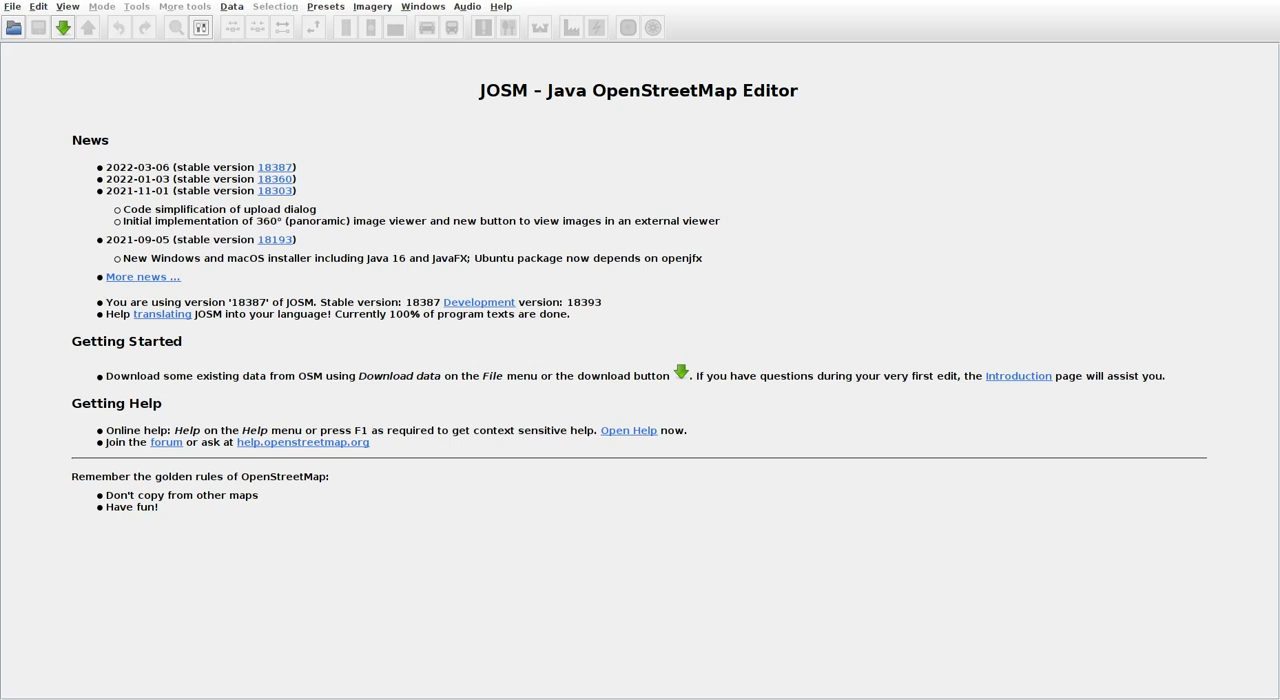 File Edit View Mode Tools More tools Data Selection Presets Imagery Windows Audio Help
JOSM – Java OpenStreetMap Editor
News
2022-03-06 (stable version 18387)
2022-01-03 (stable version 18360)
2021-11-01 (stable version 18303)
Code simplification of upload dialog
Initial implementation of 360° (panoramic) image viewer and new button to view images in an external viewer
2021-09-05 (stable version 18193)
New Windows and macOS installer including Java 16 and JavaFX; Ubuntu package now depends on openjfx
More news ...
You are using version '18387' of JOSM. Stable version: 18387 Development version: 18393
Help translating JOSM into your language! Currently 100% of program texts are done.
Getting Started
Download some existing data from OSM using Download data on the File menu or the download button . If you have questions during your very first edit, the Introduction page will assist you.
Getting Help
Online help: Help on the Help menu or press F1 as required to get context sensitive help. Open Help now.
Join the forum or ask at help.openstreetmap.org
Remember the golden rules of OpenStreetMap:
Don't copy from other maps
Have fun!